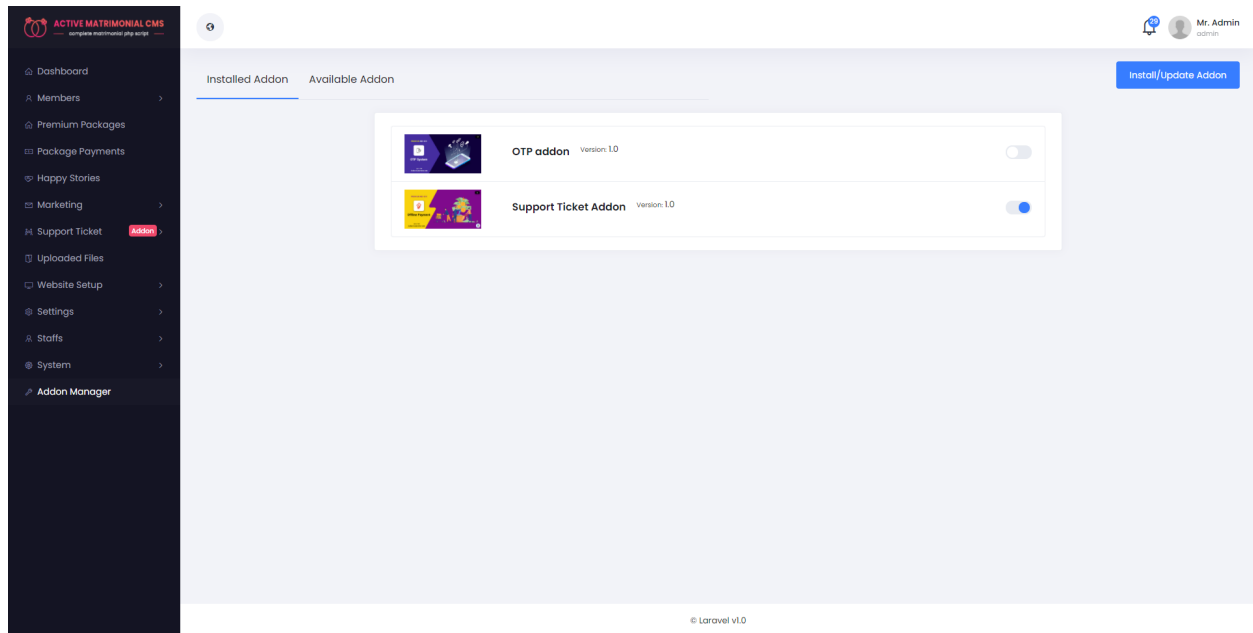 ACTIVE MATRIMONIAL CMS
complete matrimonial php script
29
Mr. Admin
admin
Dashboard
Members
Premium Packages
Package Payments
Happy Stories
Marketing
Support Ticket Addon
Uploaded Files
Website Setup
Settings
Staffs
System
Addon Manager
Installed Addon Available Addon
Install/Update Addon
OTP addon Version: 1.0
Support Ticket Addon Version: 1.0
© Laravel v1.0